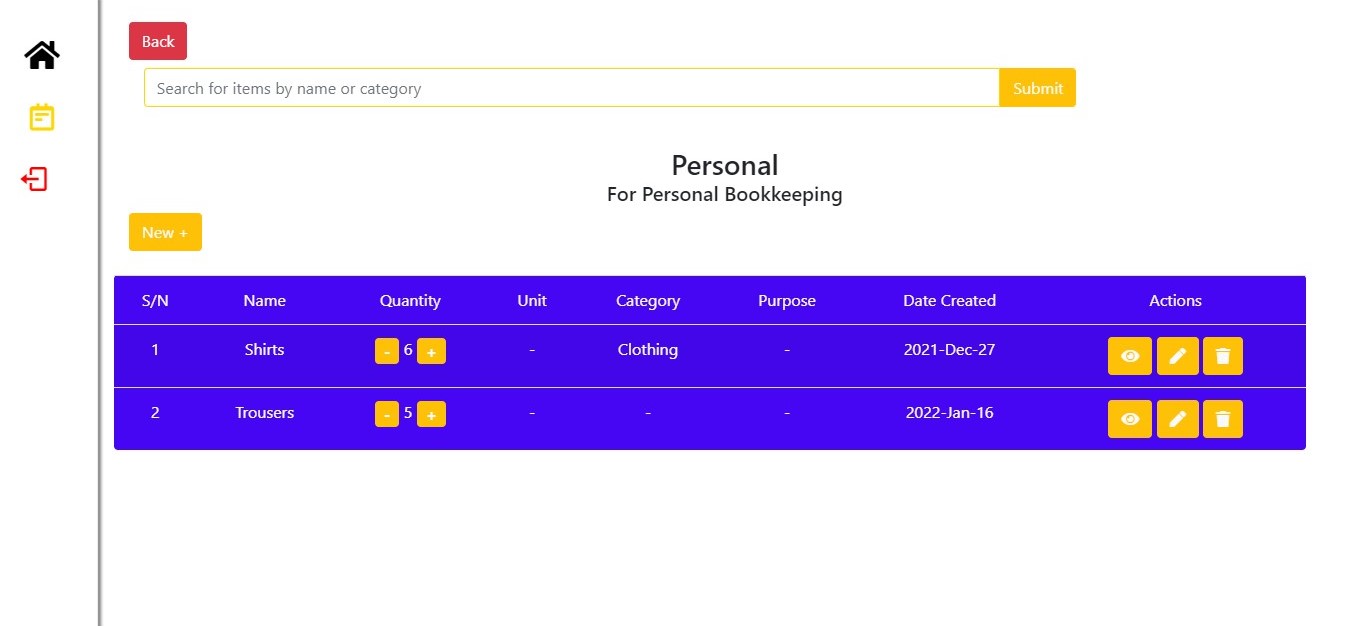 Back
Search for items by name or category Submit
Personal
For Personal Bookkeeping
New +
S/N Name Quantity Unit Category Purpose Date Created Actions
1 Shirts - 6 + - Clothing - 2021-Dec-27
2 Trousers - 5 + - - - 2022-Jan-16